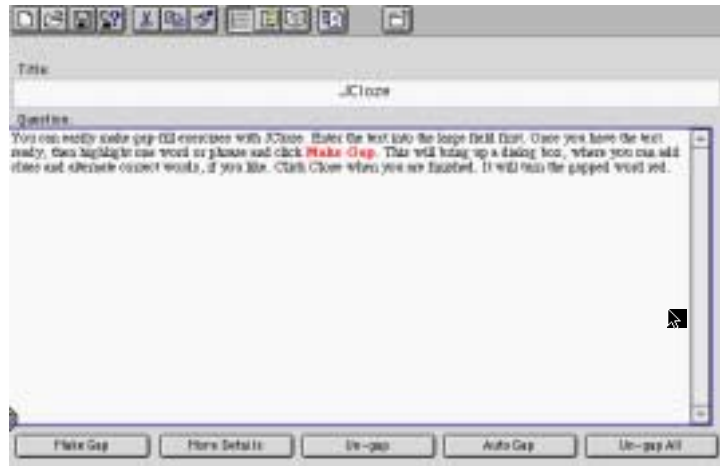 Title
JCloze
Question
You can easily make gap-fill exercises with JCloze. Enter the text into the large field first. Once you have the text
ready, then highlight one word or phrase and click Make-Gap. This will bring up a dialog box, where you can add
clues and alternate correct words, if you like. Click Close when you are finished. It will turn the gapped word red.
Make Gap More Details Un-gap Auto Gap Un-gap All